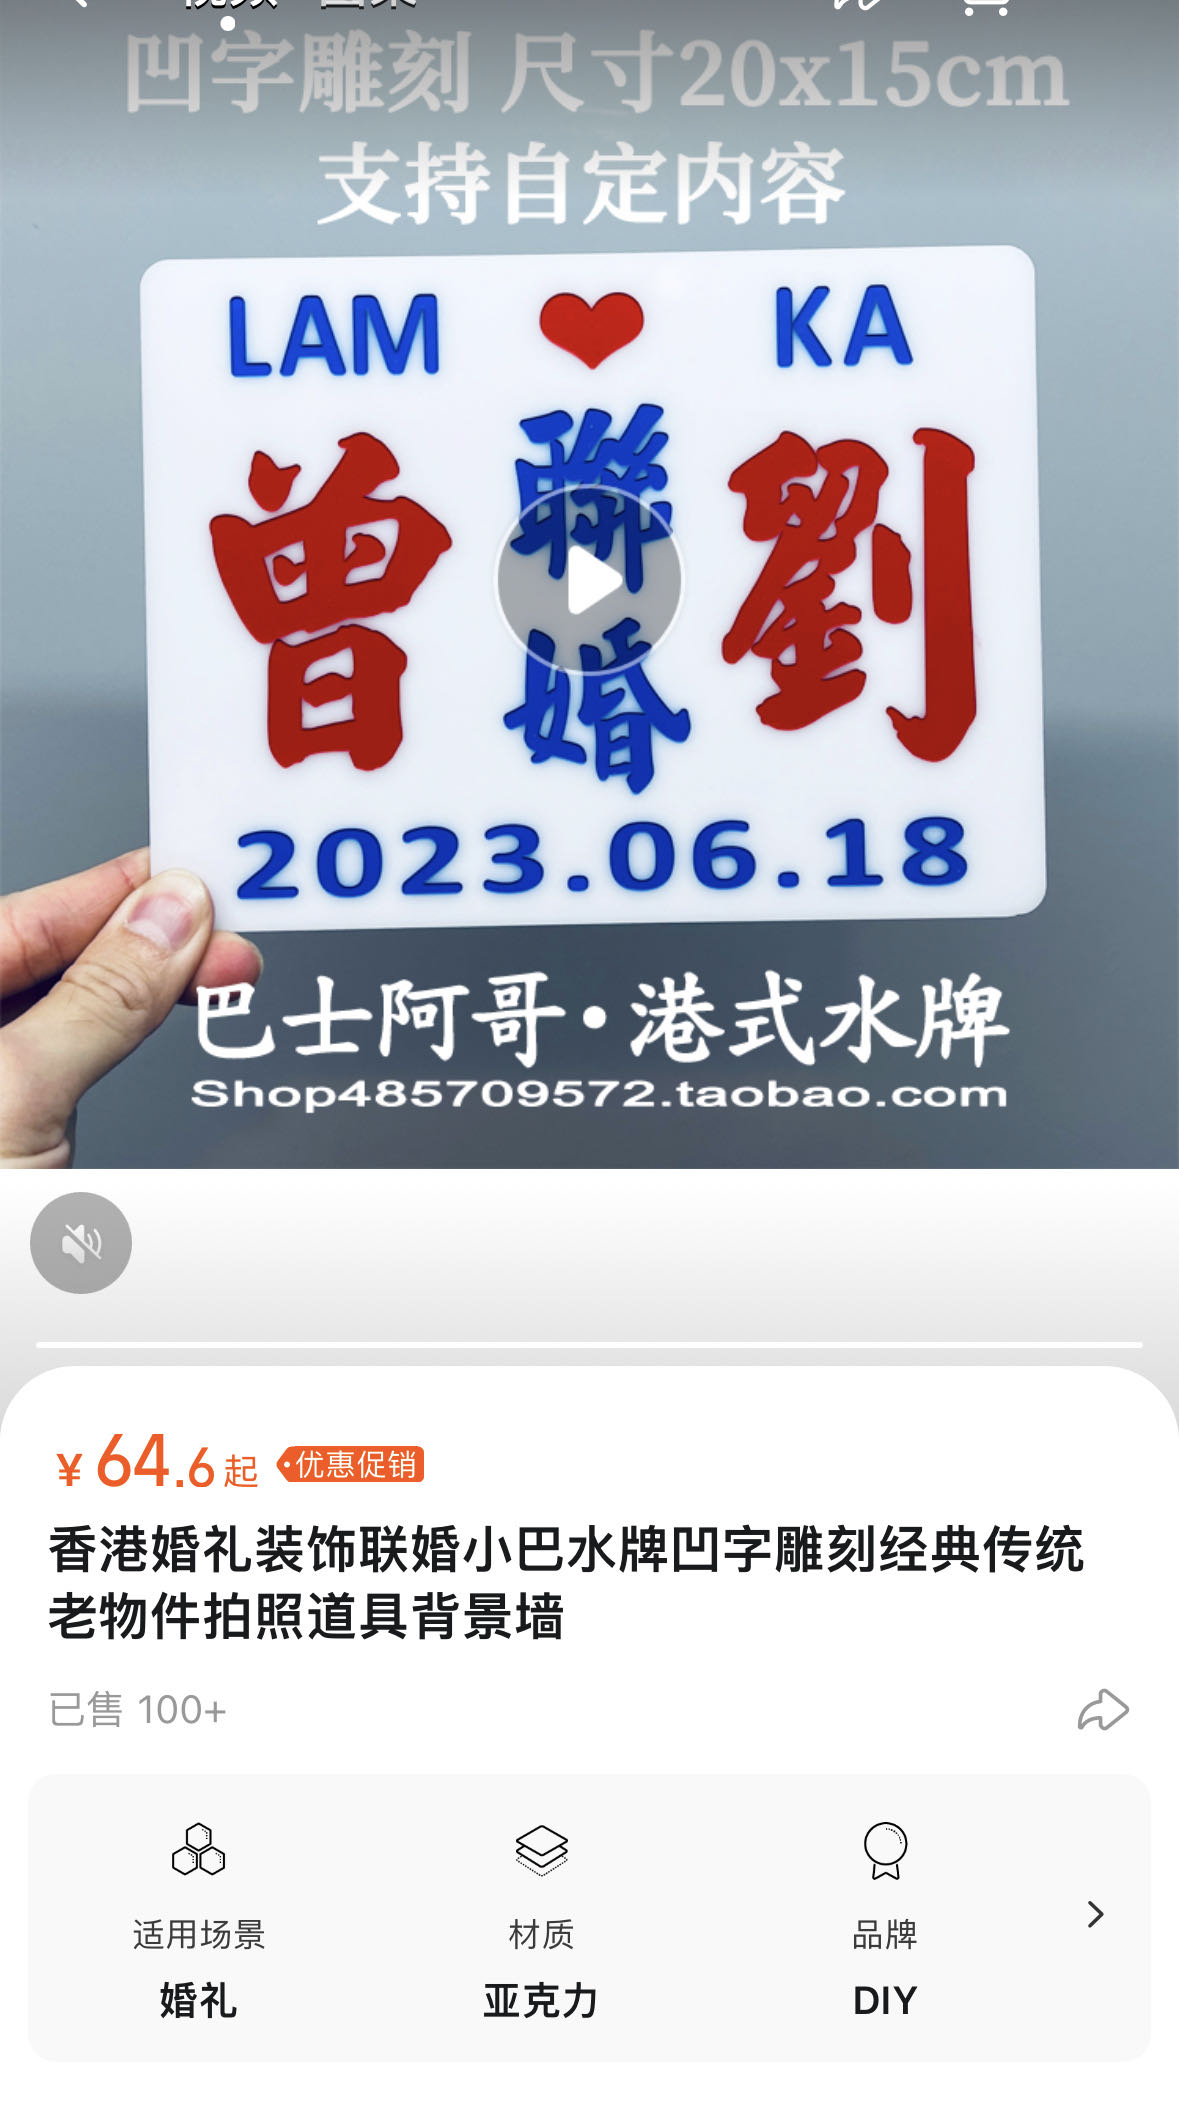 凹字雕刻 尺寸20x15cm
支持自定内容
LAM ❤ KA
曾 聯婚 劉
2023.06.18
巴士阿哥·港式水牌
Shop485709572.taobao.com
¥64.6起 优惠促销
香港婚礼装饰联婚小巴水牌凹字雕刻经典传统
老物件拍照道具背景墙
已售 100+
适用场景 材质 品牌
婚礼 亚克力 DIY